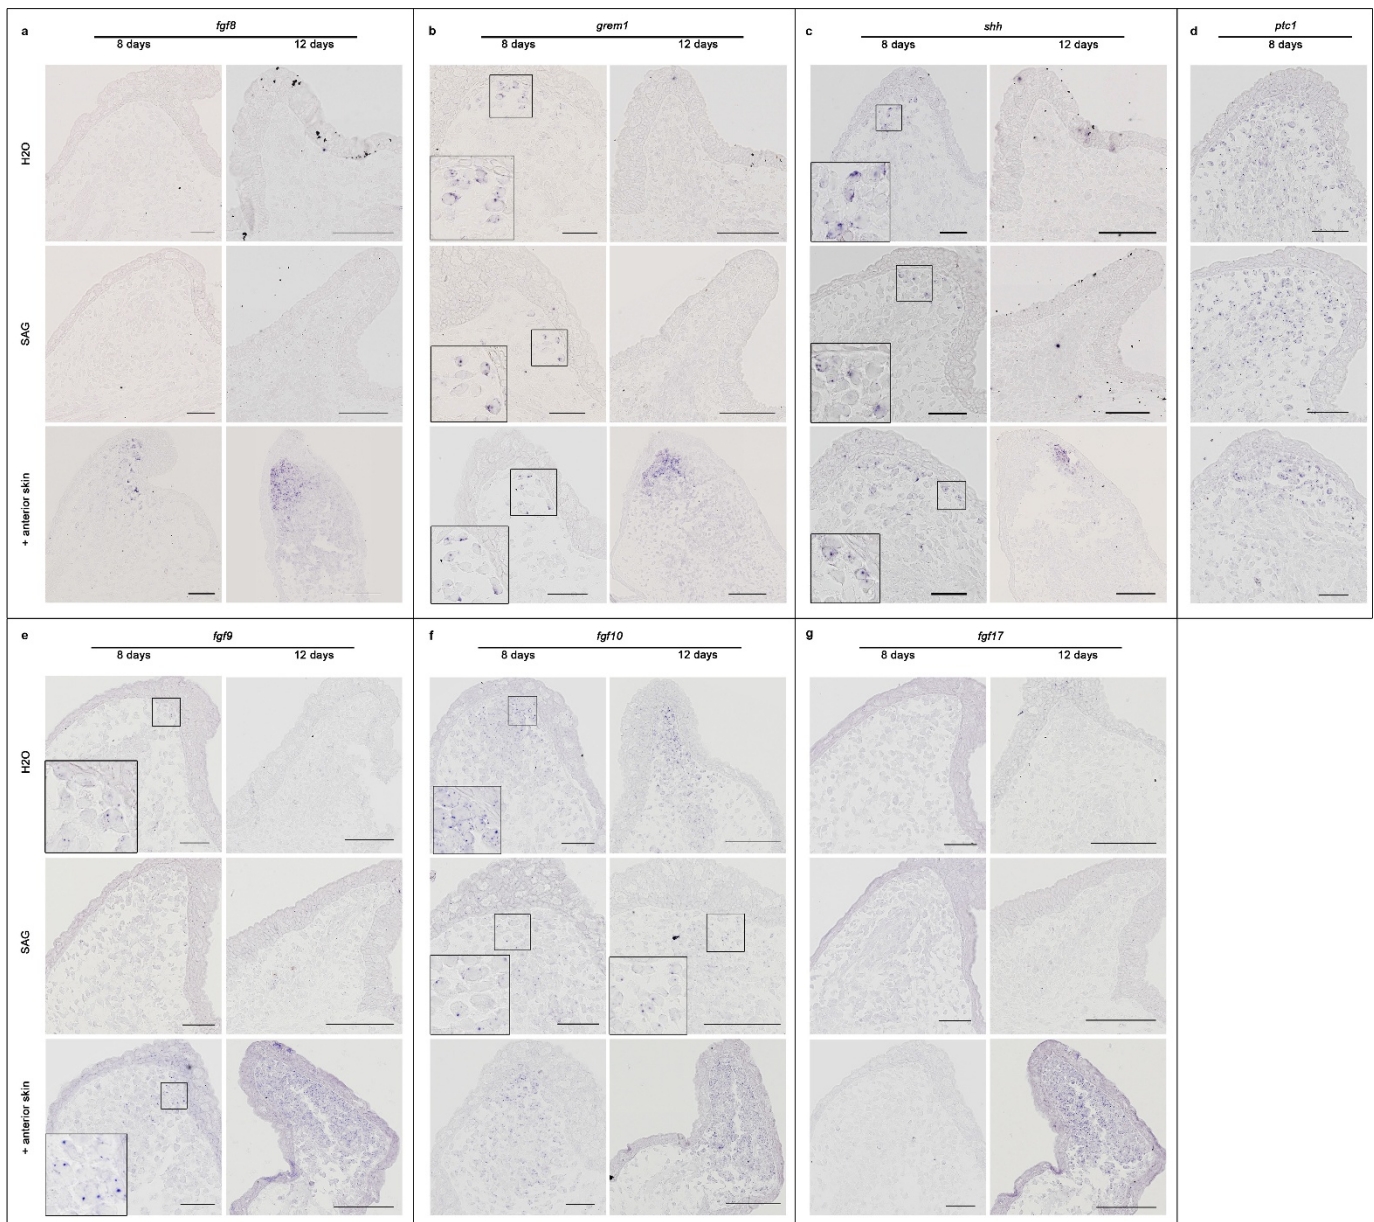 a fgf8
8 days 12 days
b grem1
8 days 12 days
c shh
8 days 12 days
d ptc1
8 days
H2O
SAG
+ anterior skin
e fgf9
8 days 12 days
f fgf10
8 days 12 days
g fgf17
8 days 12 days
H2O
SAG
+ anterior skin